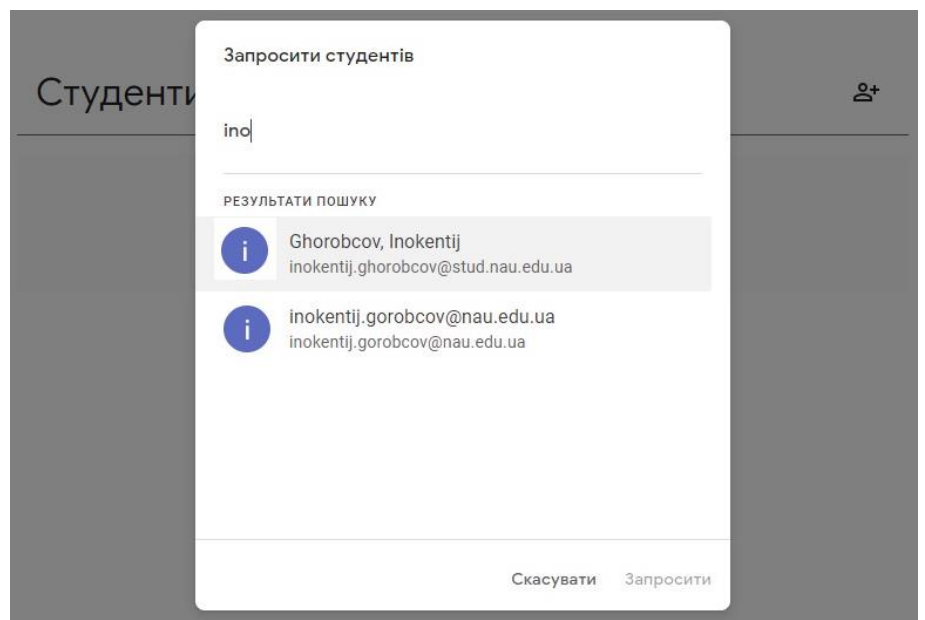 Запросити студентів
Студенти
ino
РЕЗУЛЬТАТИ ПОШУКУ
i
Ghorobcov, Inokentij
inokentij.ghorobcov@stud.nau.edu.ua
i
inokentij.gorobcov@nau.edu.ua
inokentij.gorobcov@nau.edu.ua
Скасувати Запросити